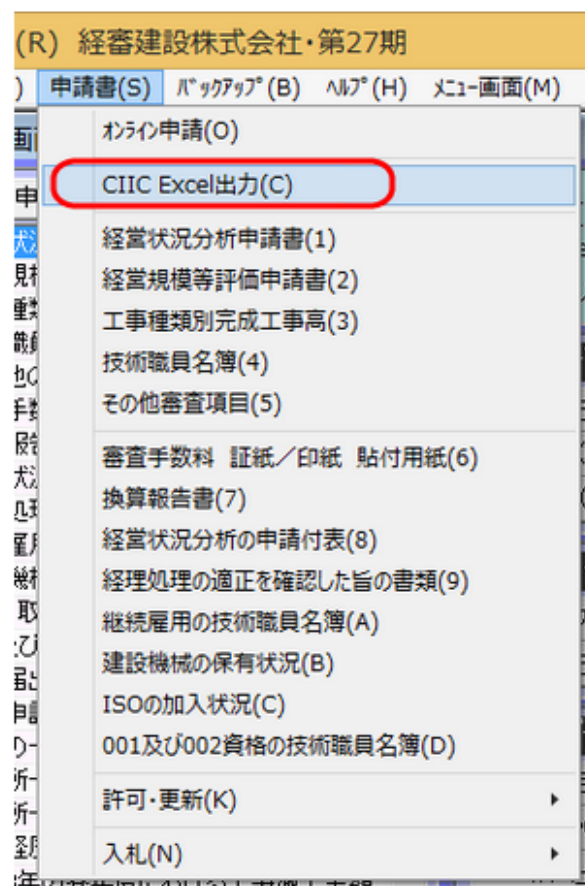 (R) 経審建設株式会社・第27期
) 申請書(S) ﾊﾞｯｸｱｯﾌﾟ(B) ﾍﾙﾌﾟ(H) ﾒﾆｭｰ画面(M)
ｵﾝﾗｲﾝ申請(O)
CIIC Excel出力(C)
経営状況分析申請書(1)
経営規模等評価申請書(2)
工事種類別完成工事高(3)
技術職員名簿(4)
その他審査項目(5)
審査手数料 証紙／印紙 貼付用紙(6)
換算報告書(7)
経営状況分析の申請付表(8)
経理処理の適正を確認した旨の書類(9)
継続雇用の技術職員名簿(A)
建設機械の保有状況(B)
ISOの加入状況(C)
001及び002資格の技術職員名簿(D)
許可・更新(K)
入札(N)